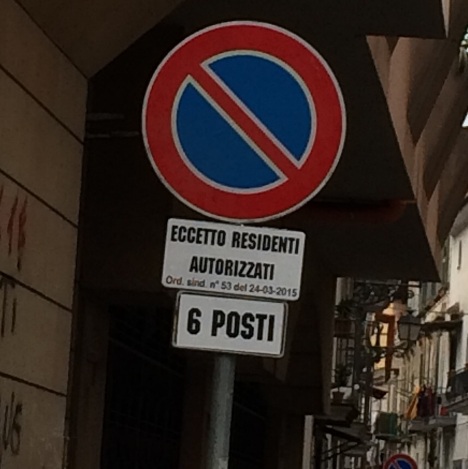 ECCETTO RESIDENTI
AUTORIZZATI
Ord. sind. n° 53 del 24-03-2015
6 POSTI